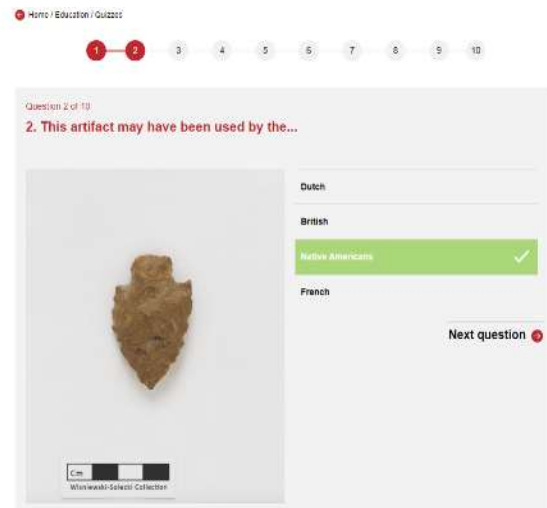 Home / Education / Quizzes
1 2 3 4 5 6 7 8 9 10
Question 2 of 10
2. This artifact may have been used by the...
Dutch
British
Native Americans
French
Next question
Cm
Wisniewski-Selecti Collection